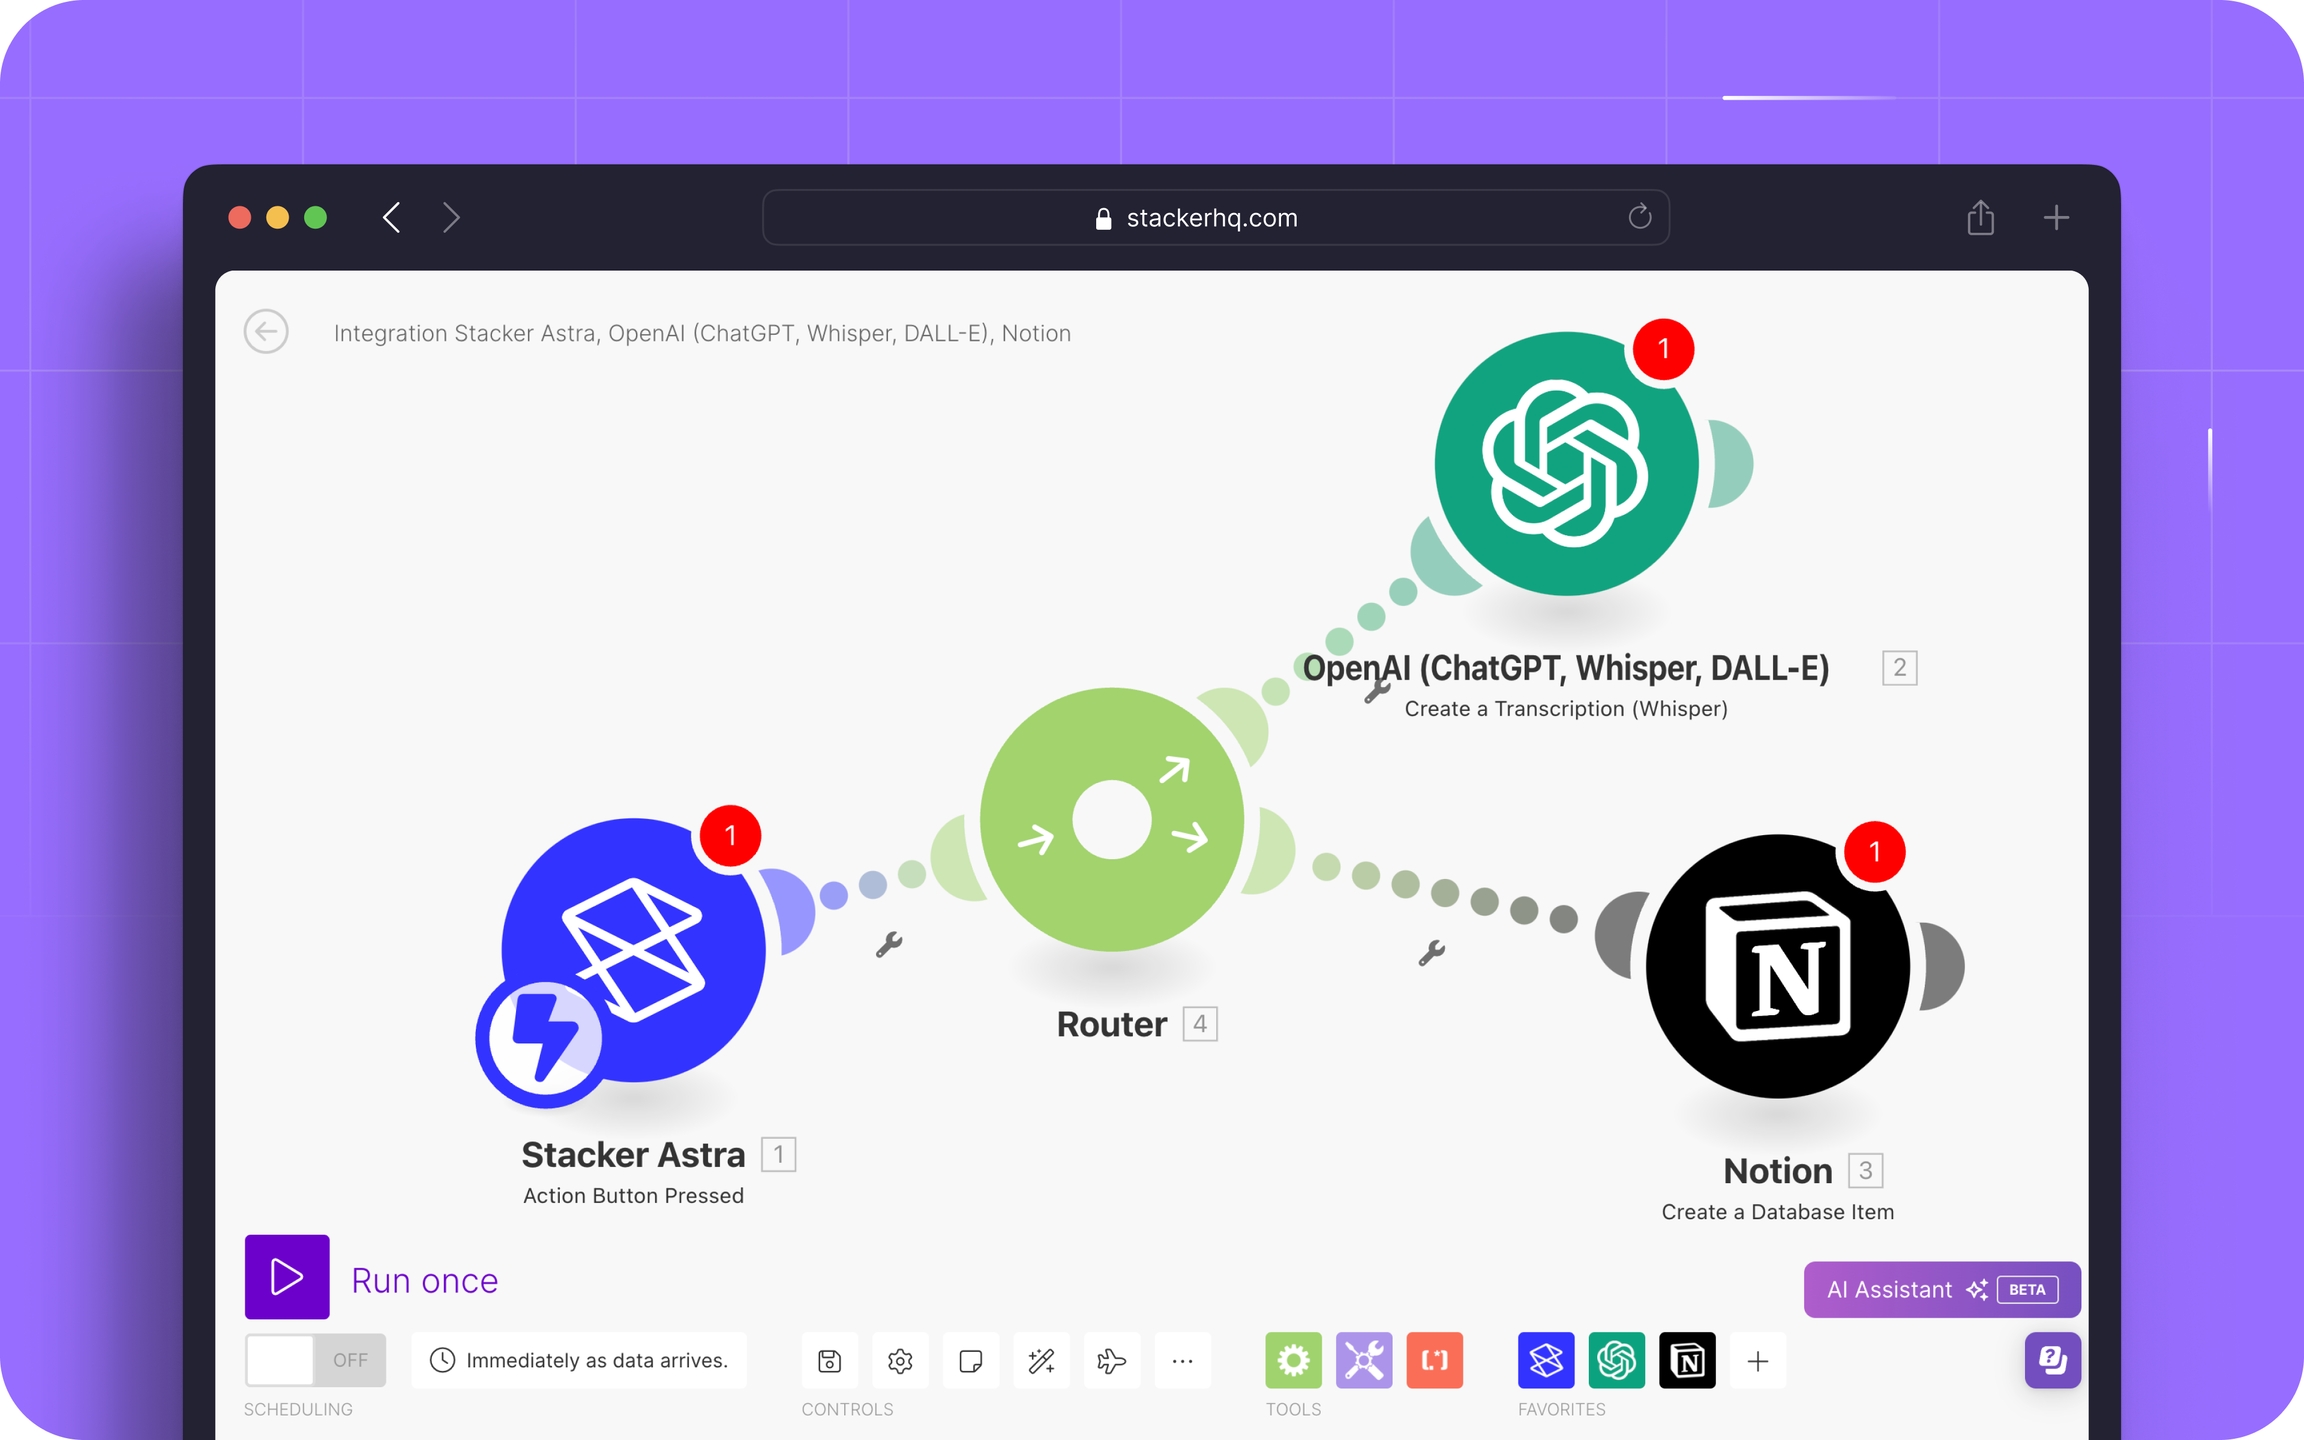 stackerhq.com
Integration Stacker Astra, OpenAI (ChatGPT, Whisper, DALL-E), Notion
1
OpenAI (ChatGPT, Whisper, DALL-E) 2
Create a Transcription (Whisper)
1
1
N
Router 4
Stacker Astra 1
Action Button Pressed
Notion 3
Create a Database Item
Run once
AI Assistant BETA
OFF
Immediately as data arrives.
[*]
N
?
SCHEDULING
CONTROLS
TOOLS
FAVORITES